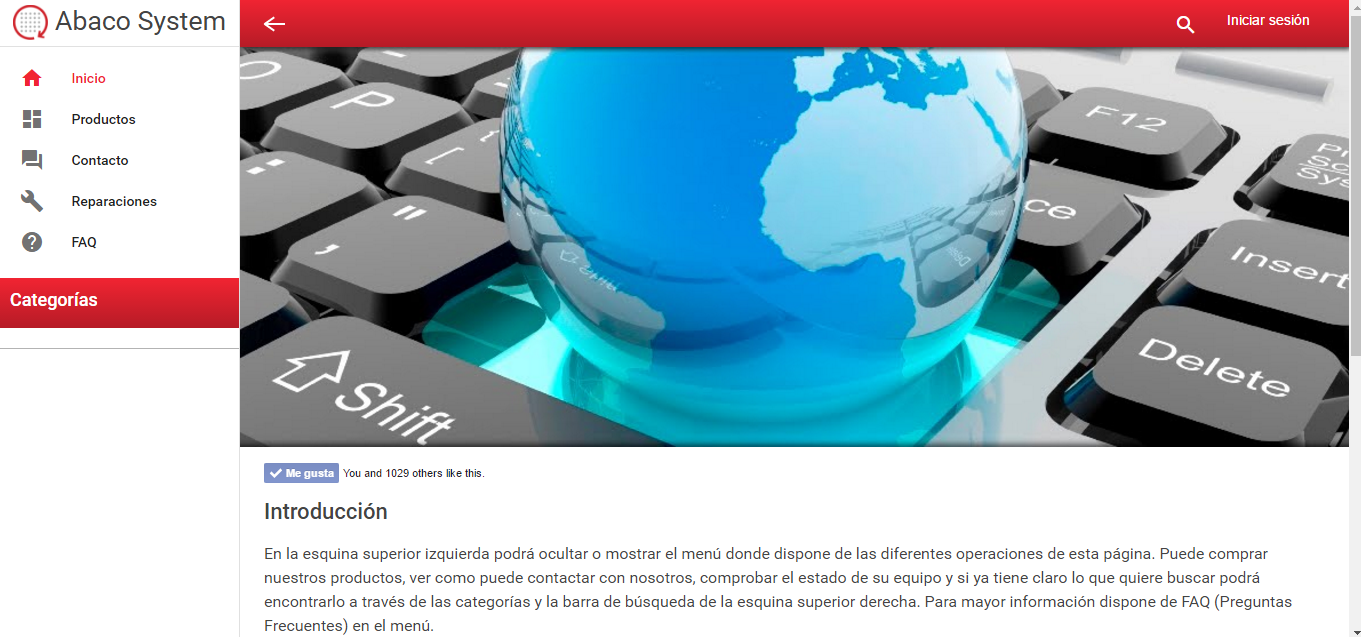 Abaco System
Iniciar sesión
Inicio
Productos
Contacto
Reparaciones
FAQ
Categorías
P
F12
Insert
Delete
Shift
Me gusta You and 1029 others like this.
Introducción
En la esquina superior izquierda podrá ocultar o mostrar el menú donde dispone de las diferentes operaciones de esta página. Puede comprar
nuestros productos, ver como puede contactar con nosotros, comprobar el estado de su equipo y si ya tiene claro lo que quiere buscar podrá
encontrarlo a través de las categorías y la barra de búsqueda de la esquina superior derecha. Para mayor información dispone de FAQ (Preguntas
Frecuentes) en el menú.